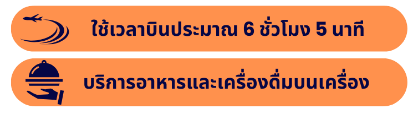 ใช้เวลาบินประมาณ 6 ชั่วโมง 5 นาที
บริการอาหารและเครื่องดื่มบนเครื่อง